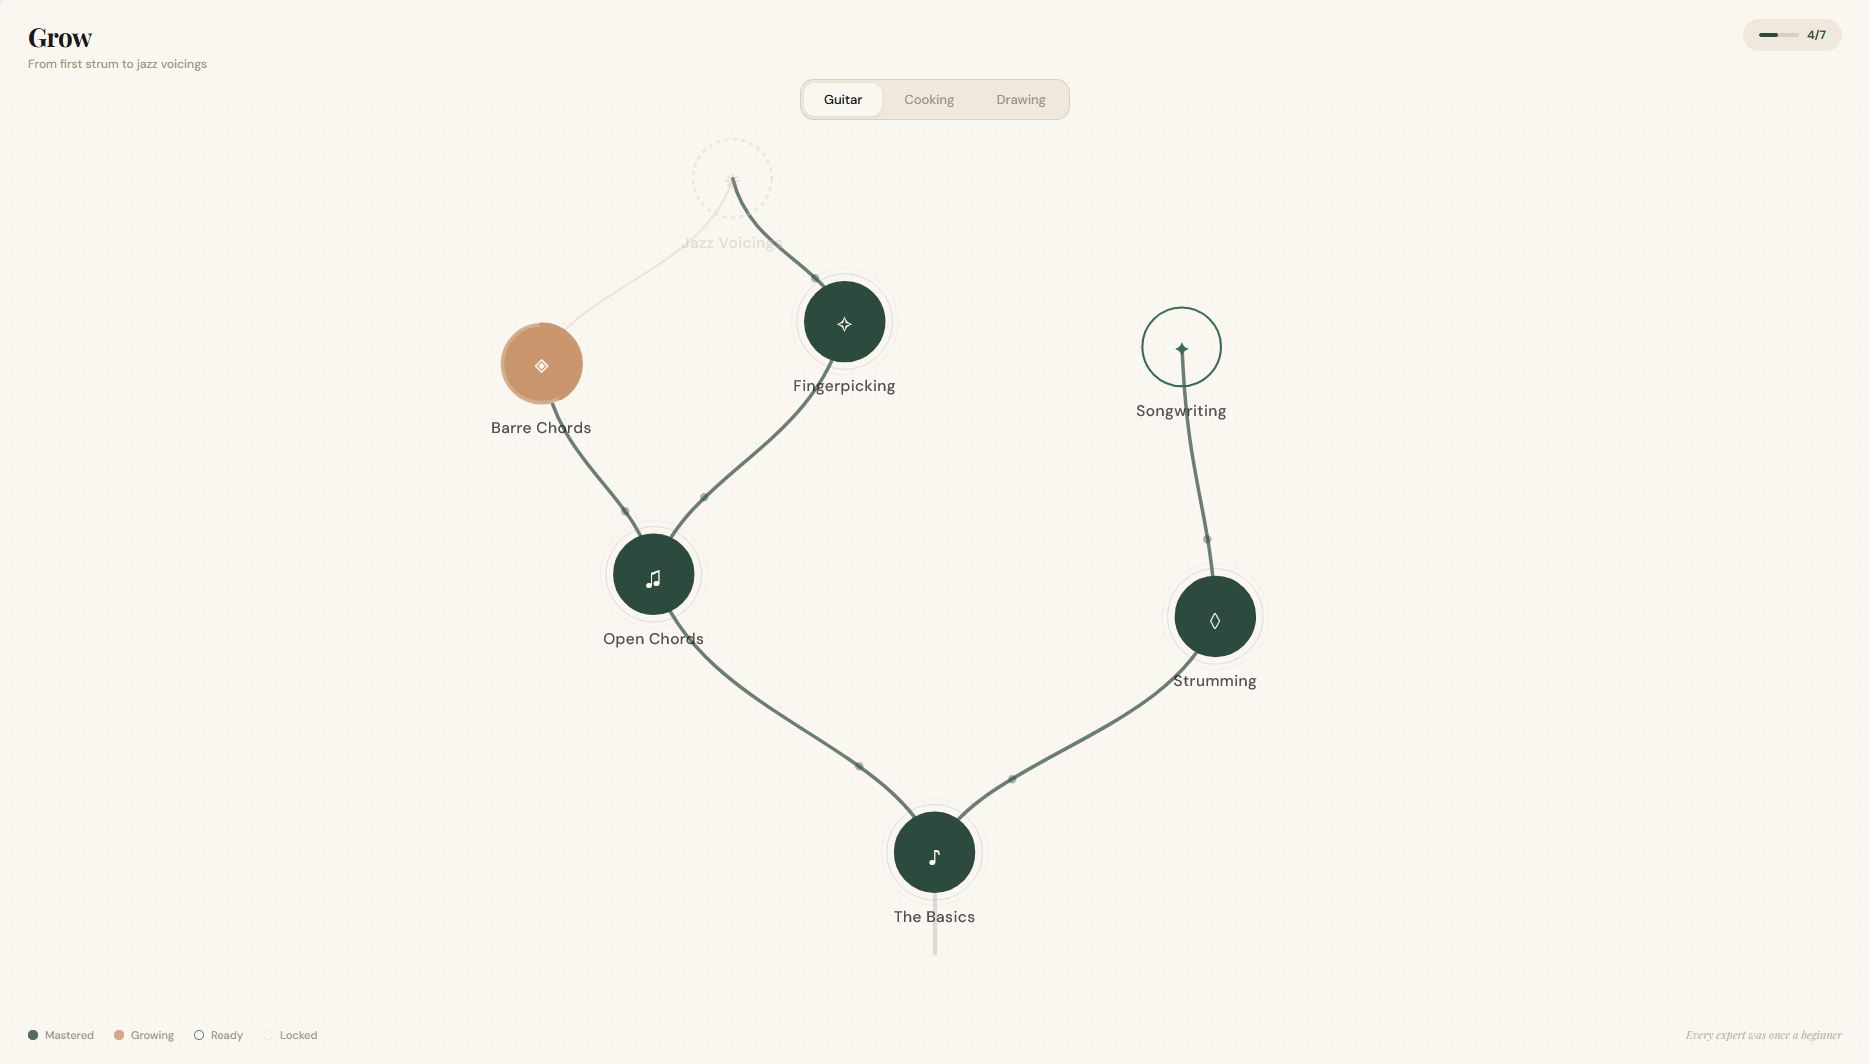 Grow
From first strum to jazz voicings
4/7
Guitar
Cooking
Drawing
Jazz Voicings
Fingerpicking
Barre Chords
Songwriting
Open Chords
Strumming
The Basics
Mastered
Growing
Ready
Locked
Every expert was once a beginner